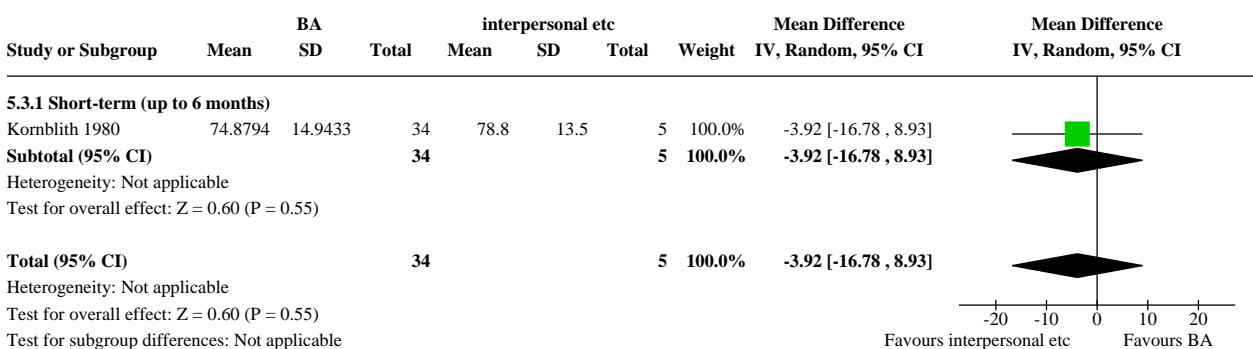 BA interpersonal etc Mean Difference Mean Difference
Study or Subgroup Mean SD Total Mean SD Total Weight IV, Random, 95% CI IV, Random, 95% CI
5.3.1 Short-term (up to 6 months)
Kornblith 1980 74.8794 14.9433 34 78.8 13.5 5 100.0% -3.92 [-16.78 , 8.93]
Subtotal (95% CI) 34 5 100.0% -3.92 [-16.78 , 8.93]
Heterogeneity: Not applicable
Test for overall effect: Z = 0.60 (P = 0.55)
Total (95% CI) 34 5 100.0% -3.92 [-16.78 , 8.93]
Heterogeneity: Not applicable
Test for overall effect: Z = 0.60 (P = 0.55) -20 -10 0 10 20
Test for subgroup differences: Not applicable Favours interpersonal etc Favours BA